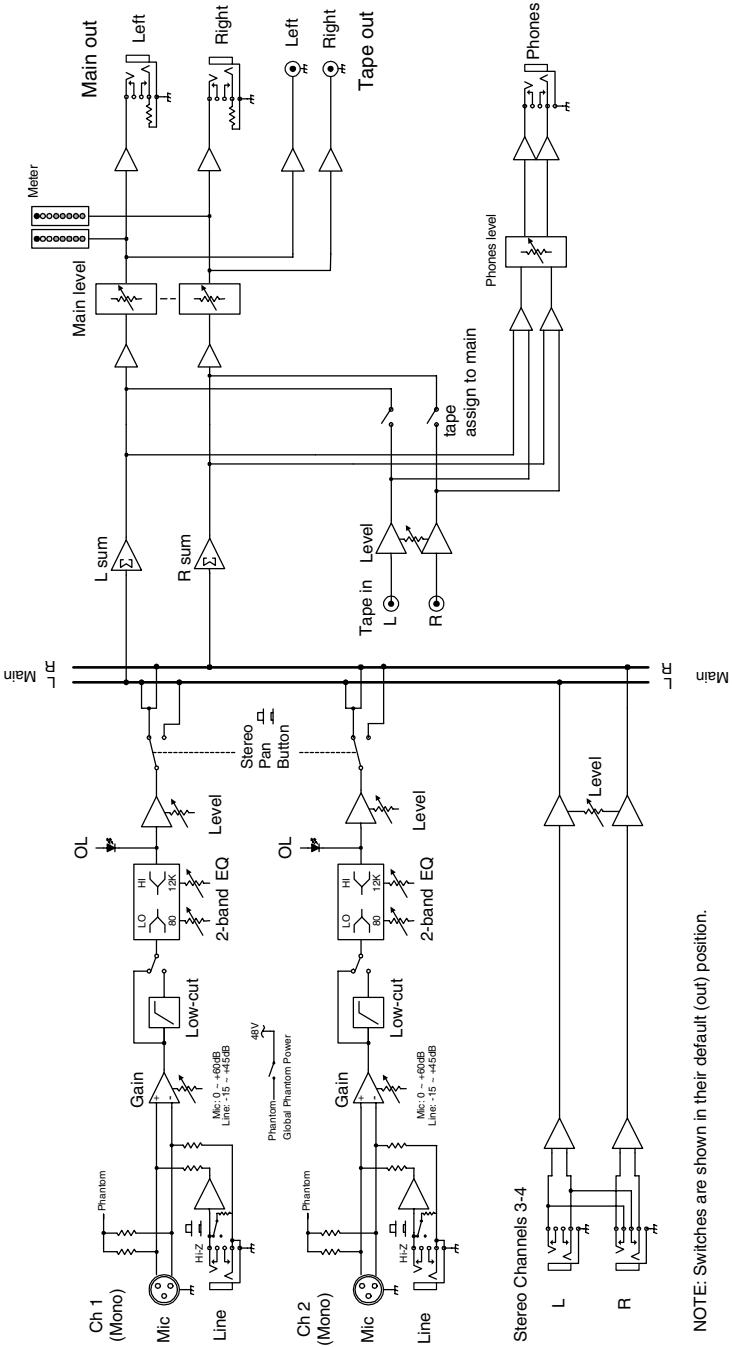 Ch 1
(Mono)
Mic
Line
Phantom
Hi-Z
Gain
+
-
Mic: 0 ~ +60dB
Line: -15 ~ +45dB
Low-cut
LO
HI
80
12K
2-band EQ
OL
Level
Phantom
48V
Global Phantom Power
Stereo
Pan
Button
Ch 2
(Mono)
Mic
Line
Phantom
Hi-Z
Gain
+
-
Mic: 0 ~ +60dB
Line: -15 ~ +45dB
Low-cut
LO
HI
80
12K
2-band EQ
OL
Level
Stereo Channels 3-4
L
R
Level
Main
L
R
L
R
Main
L sum
Σ
R sum
Σ
Tape in
L
R
Level
tape
assign to main
Main level
Meter
Main out
Left
Right
Left
Right
Tape out
Phones level
Phones
NOTE: Switches are shown in their default (out) position.